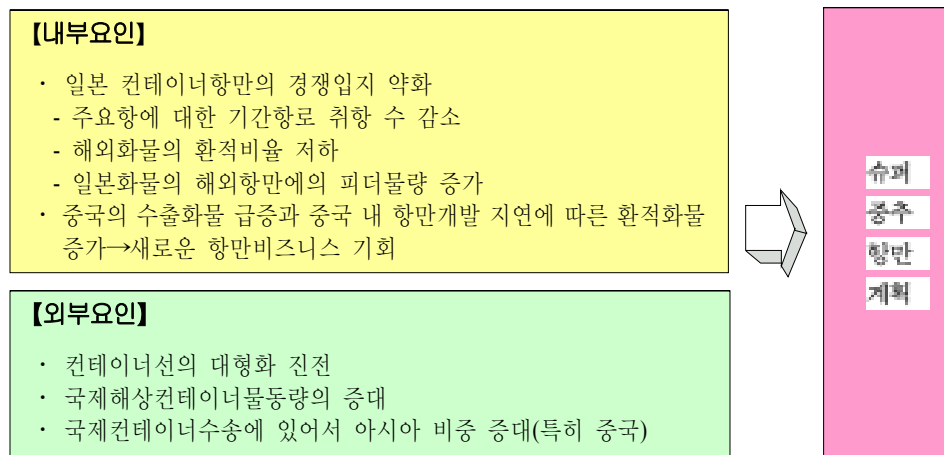 【내부요인】
· 일본 컨테이너항만의 경쟁입지 약화
- 주요항에 대한 기간항로 취항 수 감소
- 해외화물의 환적비율 저하
- 일본화물의 해외항만에의 피더물량 증가
· 중국의 수출화물 급증과 중국 내 항만개발 지연에 따른 환적화물
증가→새로운 항만비즈니스 기회
【외부요인】
· 컨테이너선의 대형화 진전
· 국제해상컨테이너물동량의 증대
· 국제컨테이너수송에 있어서 아시아 비중 증대(특히 중국)
슈퍼
중추
항만
계획